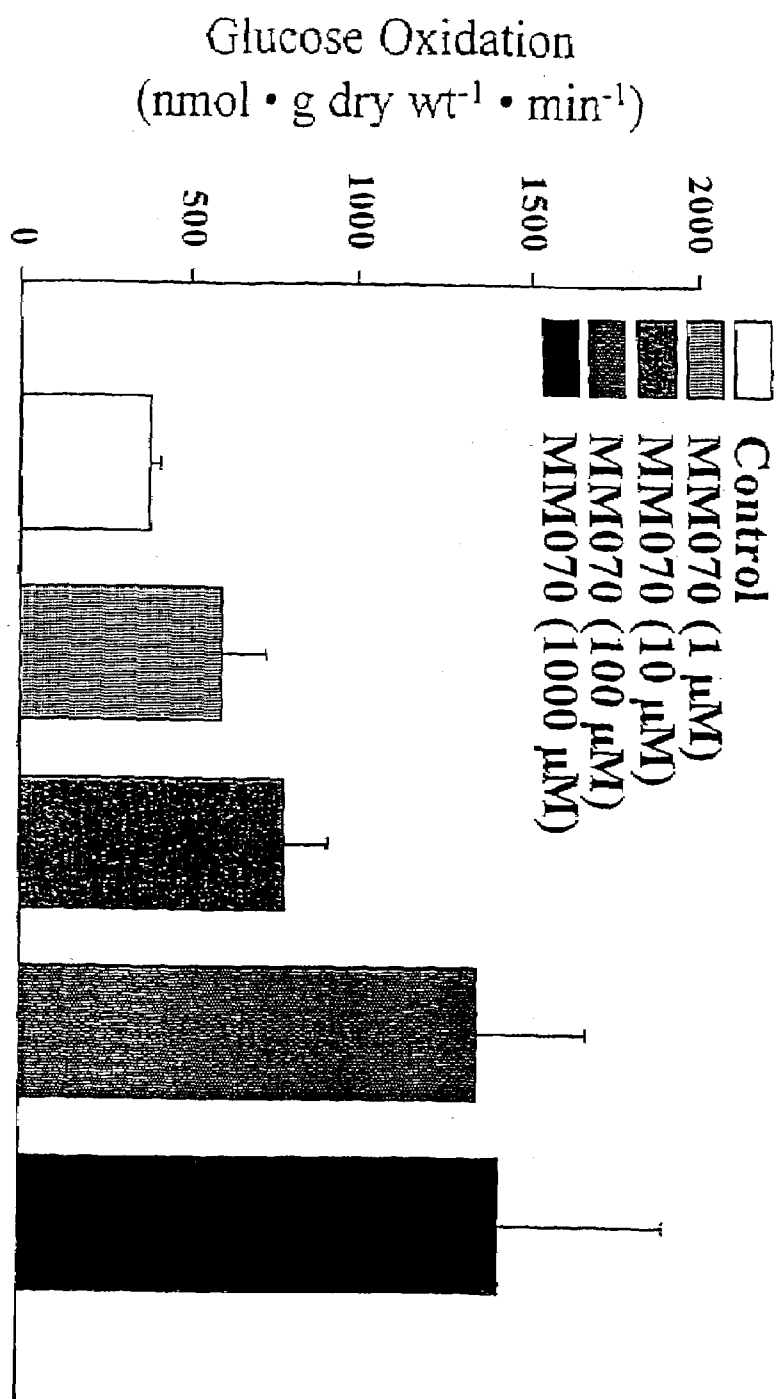 Glucose Oxidation
(nmol • g dry wt⁻¹ • min⁻¹)
2000
1500
1000
500
0
Control
MM070 (1 μM)
MM070 (10 μM)
MM070 (100 μM)
MM070 (1000 μM)